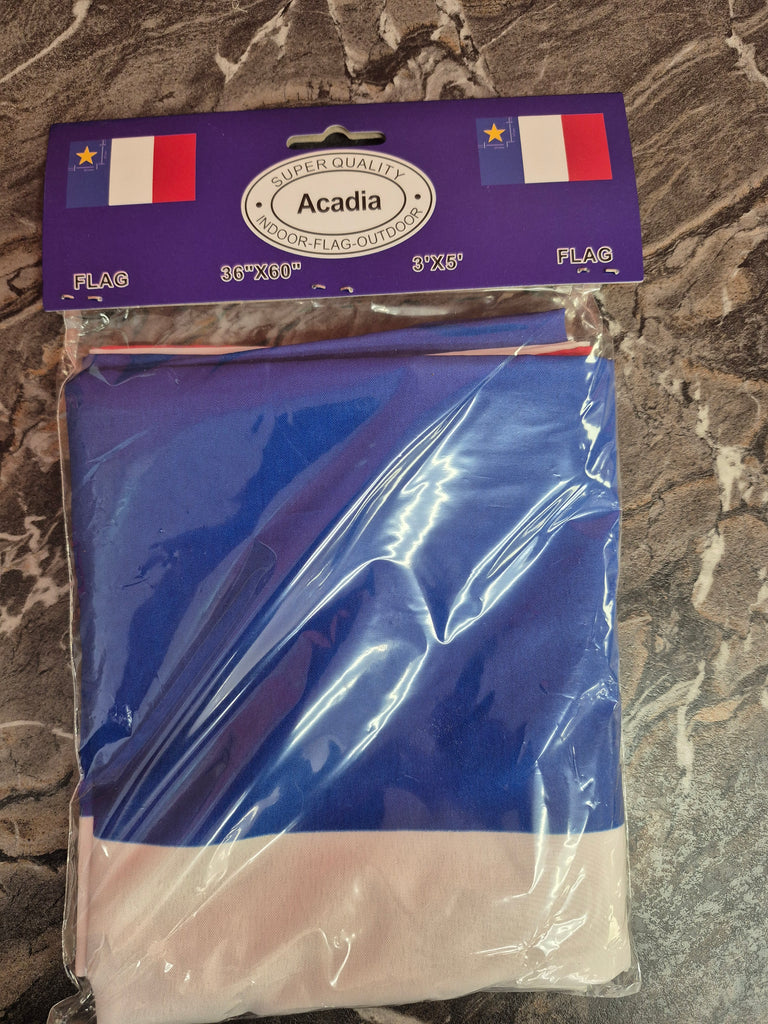 SUPER QUALITY
Acadia
INDOOR-FLAG-OUTDOOR
FLAG
36"X60"
3'X5'
FLAG